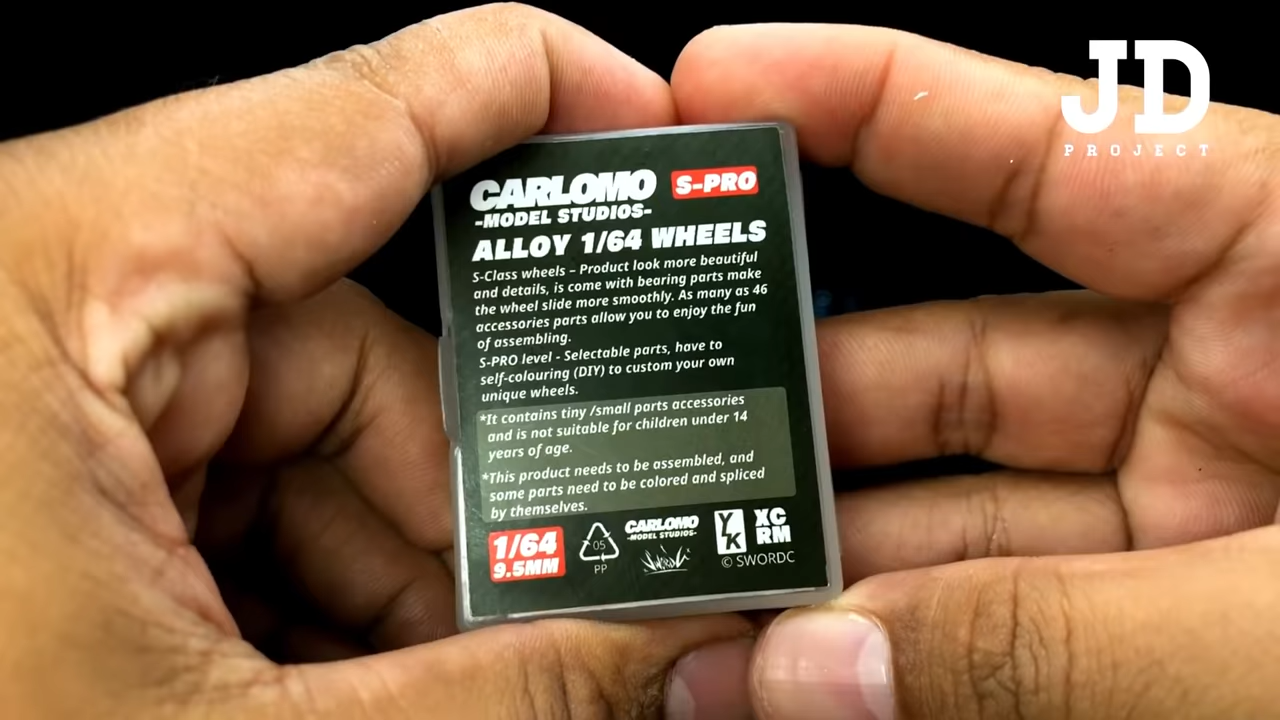 JD
PROJECT
CARLOMO S-PRO
-MODEL STUDIOS-
ALLOY 1/64 WHEELS
S-Class wheels – Product look more beautiful
and details, is come with bearing parts make
the wheel slide more smoothly. As many as 46
accessories parts allow you to enjoy the fun
of assembling.
S-PRO level - Selectable parts, have to
self-colouring (DIY) to custom your own
unique wheels.
*It contains tiny /small parts accessories
and is not suitable for children under 14
years of age.
*This product needs to be assembled, and
some parts need to be colored and spliced
by themselves.
1/64
9.5MM
05
PP
CARLOMO
-MODEL STUDIOS-
YK
XC
RM
© SWORDC